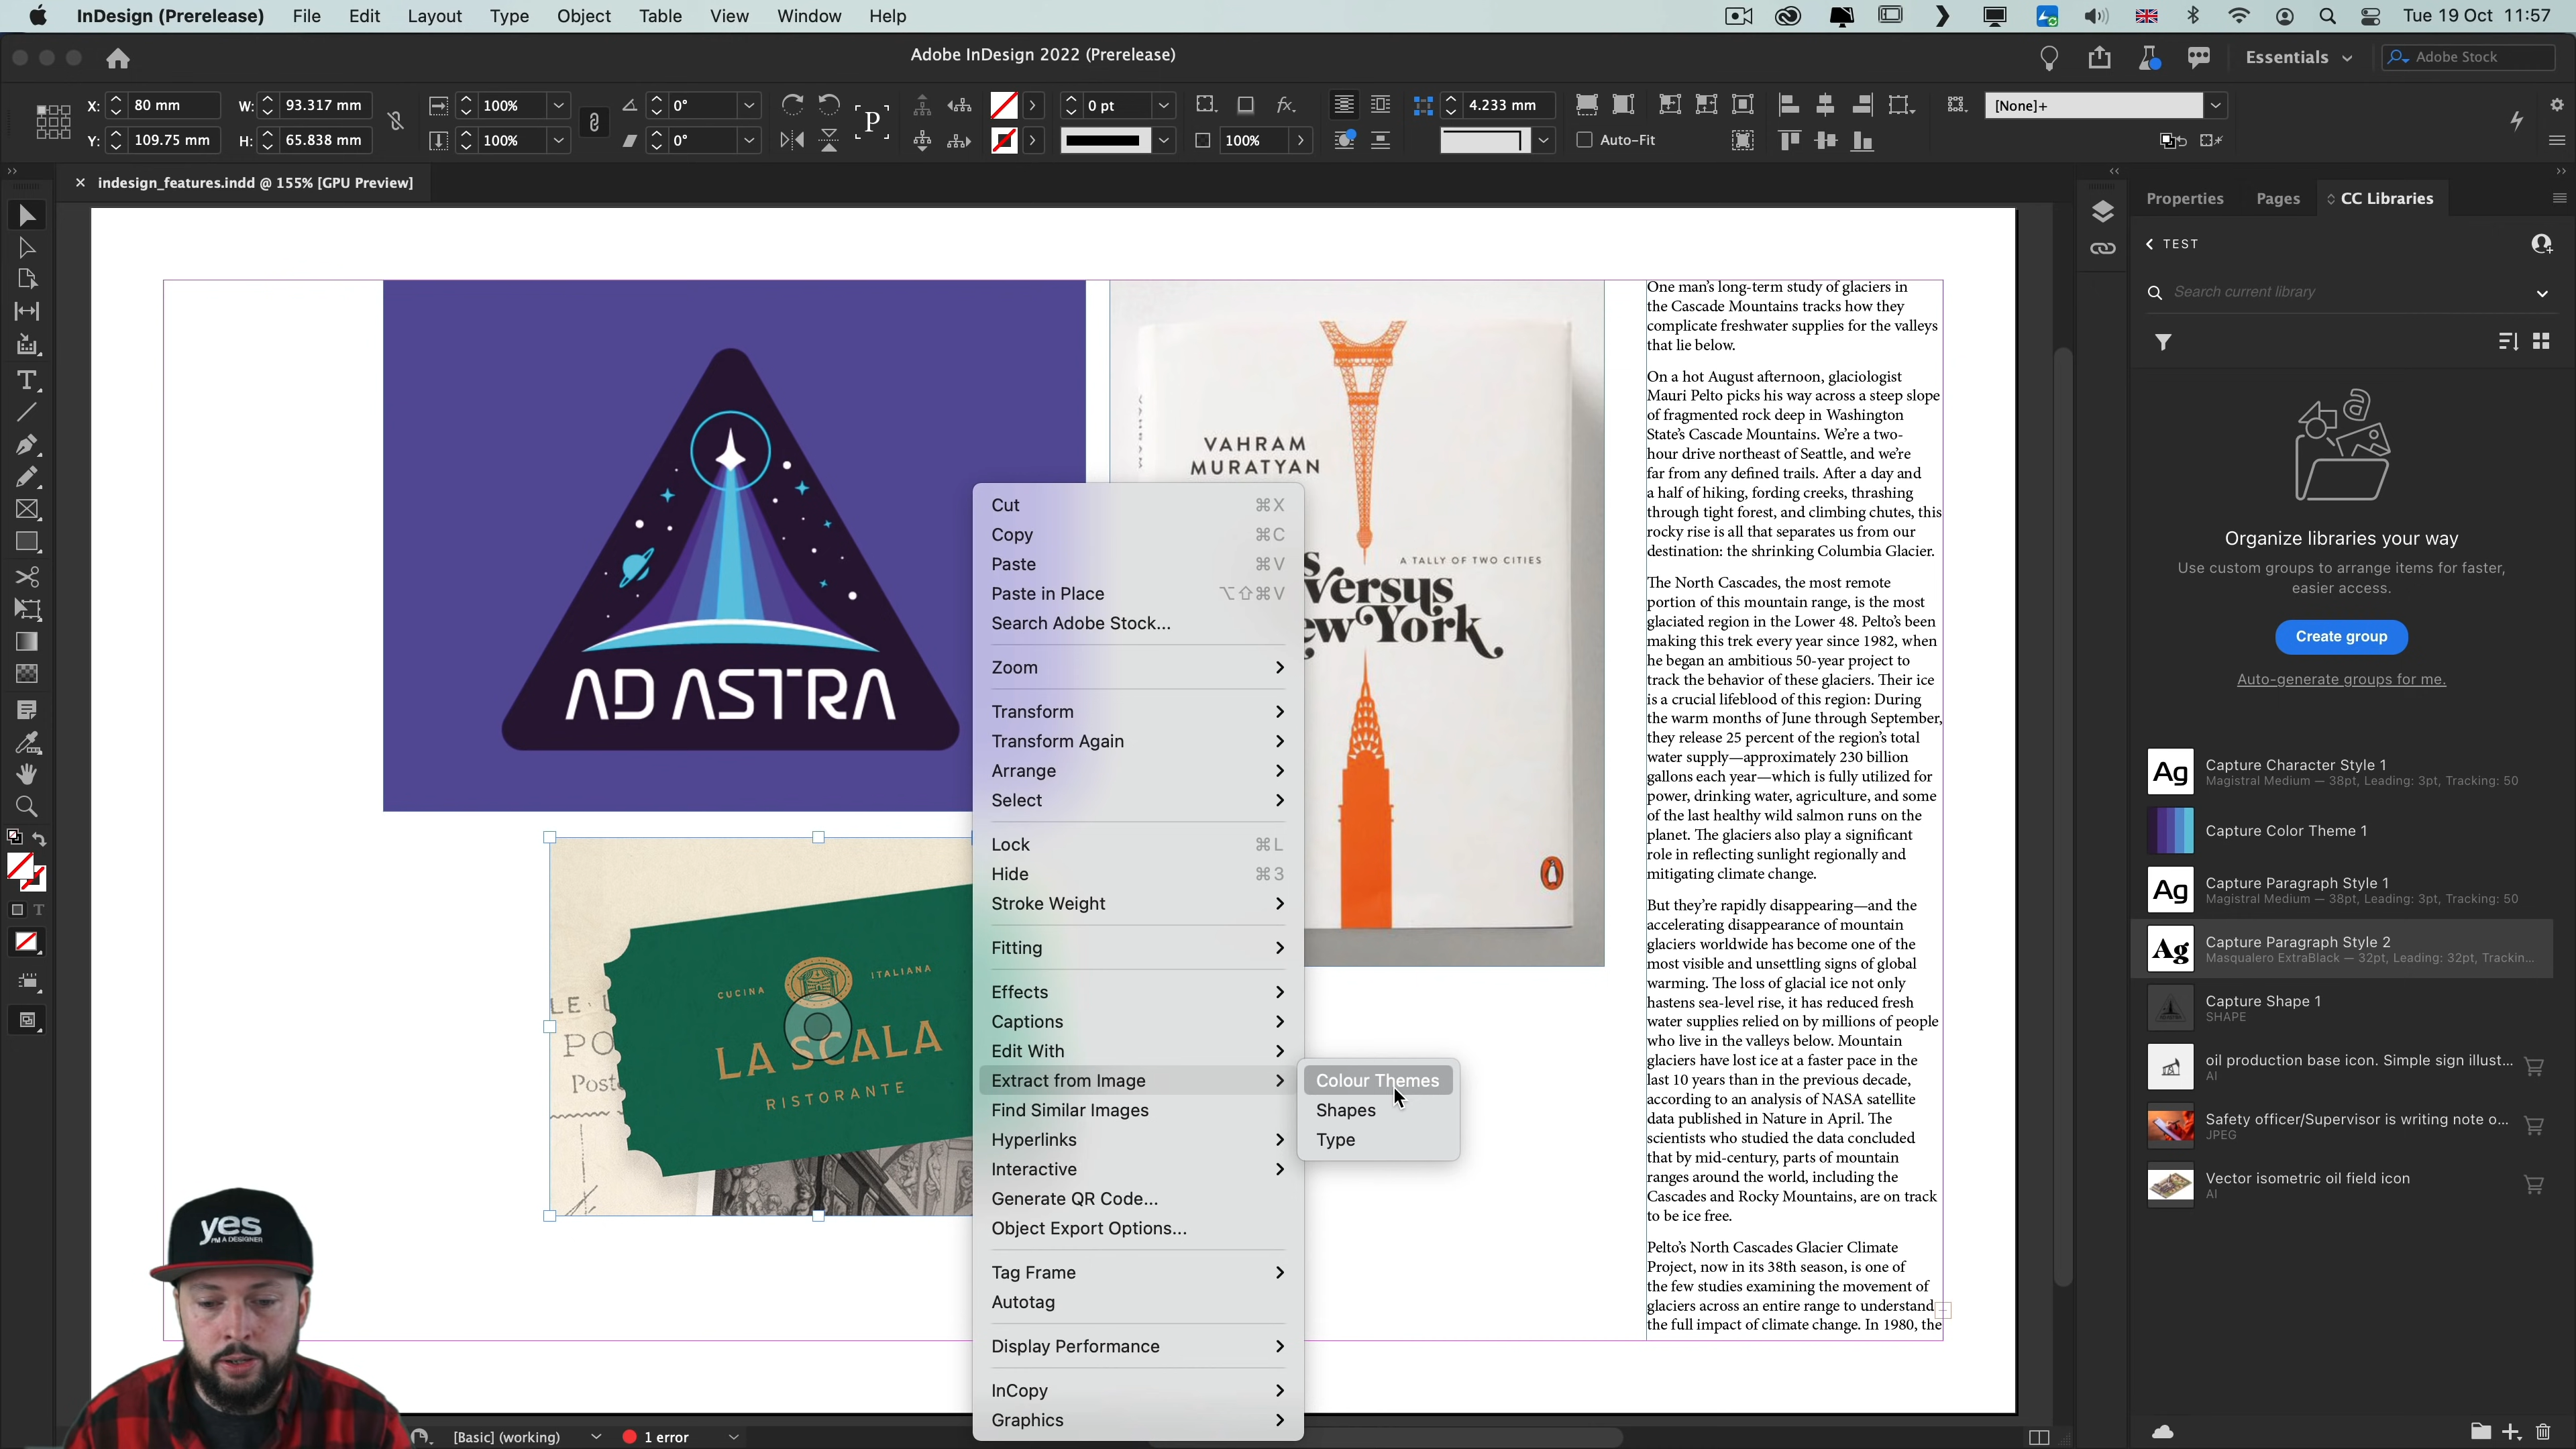 InDesign (Prerelease) File Edit Layout Type Object Table View Window Help Tue 19 Oct 11:57
Adobe InDesign 2022 (Prerelease)
Essentials
Adobe Stock
X: 80 mm W: 93.317 mm 100% 0° 0 pt fx. 4.233 mm [None]+
Y: 109.75 mm H: 65.838 mm 100% 0° P 100% Auto-Fit
indesign_features.indd @ 155% [GPU Preview]
AD ASTRA
VAHRAM
MURATYAN
A TALLY OF TWO CITIES
Versus
York
CUCINA ITALIANA
LA SCALA
RISTORANTE
LE
PO
Post
Cut ⌘X
Copy ⌘C
Paste ⌘V
Paste in Place ⌥⇧⌘V
Search Adobe Stock...
Zoom
Transform
Transform Again
Arrange
Select
Lock ⌘L
Hide ⌘3
Stroke Weight
Fitting
Effects
Captions
Edit With
Extract from Image
Find Similar Images
Hyperlinks
Interactive
Generate QR Code...
Object Export Options...
Tag Frame
Autotag
Display Performance
InCopy
Graphics
Colour Themes
Shapes
Type
One man's long-term study of glaciers in
the Cascade Mountains tracks how they
complicate freshwater supplies for the valleys
that lie below.
On a hot August afternoon, glaciologist
Mauri Pelto picks his way across a steep slope
of fragmented rock deep in Washington
State's Cascade Mountains. We're a two-
hour drive northeast of Seattle, and we're
far from any defined trails. After a day and
a half of hiking, fording creeks, thrashing
through tight forest, and climbing chutes, this
rocky rise is all that separates us from our
destination: the shrinking Columbia Glacier.
The North Cascades, the most remote
portion of this mountain range, is the most
glaciated region in the Lower 48. Pelto's been
making this trek every year since 1982, when
he began an ambitious 50-year project to
track the behavior of these glaciers. Their ice
is a crucial lifeblood of this region: During
the warm months of June through September,
they release 25 percent of the region's total
water supply—approximately 230 billion
gallons each year—which is fully utilized for
power, drinking water, agriculture, and some
of the last healthy wild salmon runs on the
planet. The glaciers also play a significant
role in reflecting sunlight regionally and
mitigating climate change.
But they're rapidly disappearing—and the
accelerating disappearance of mountain
glaciers worldwide has become one of the
most visible and unsettling signs of global
warming. The loss of glacial ice not only
hastens sea-level rise, it has reduced fresh
water supplies relied on by millions of people
who live in the valleys below. Mountain
glaciers have lost ice at a faster pace in the
last 10 years than in the previous decade,
according to an analysis of NASA satellite
data published in Nature in April. The
scientists who studied the data concluded
that by mid-century, parts of mountain
ranges around the world, including the
Cascades and Rocky Mountains, are on track
to be ice free.
Pelto's North Cascades Glacier Climate
Project, now in its 38th season, is one of
the few studies examining the movement of
glaciers across an entire range to understand
the full impact of climate change. In 1980, the
Properties Pages CC Libraries
TEST
Search current library
Organize libraries your way
Use custom groups to arrange items for faster,
easier access.
Create group
Auto-generate groups for me.
Ag Capture Character Style 1
Magistral Medium — 38pt, Leading: 3pt, Tracking: 50
Capture Color Theme 1
Ag Capture Paragraph Style 1
Magistral Medium — 38pt, Leading: 3pt, Tracking: 50
Ag Capture Paragraph Style 2
Masqualero ExtraBlack — 32pt, Leading: 32pt, Trackin...
Capture Shape 1
SHAPE
oil production base icon. Simple sign illust...
AI
Safety officer/Supervisor is writing note o...
JPEG
Vector isometric oil field icon
AI
yes
I'M A DESIGNER
[Basic] (working) 1 error